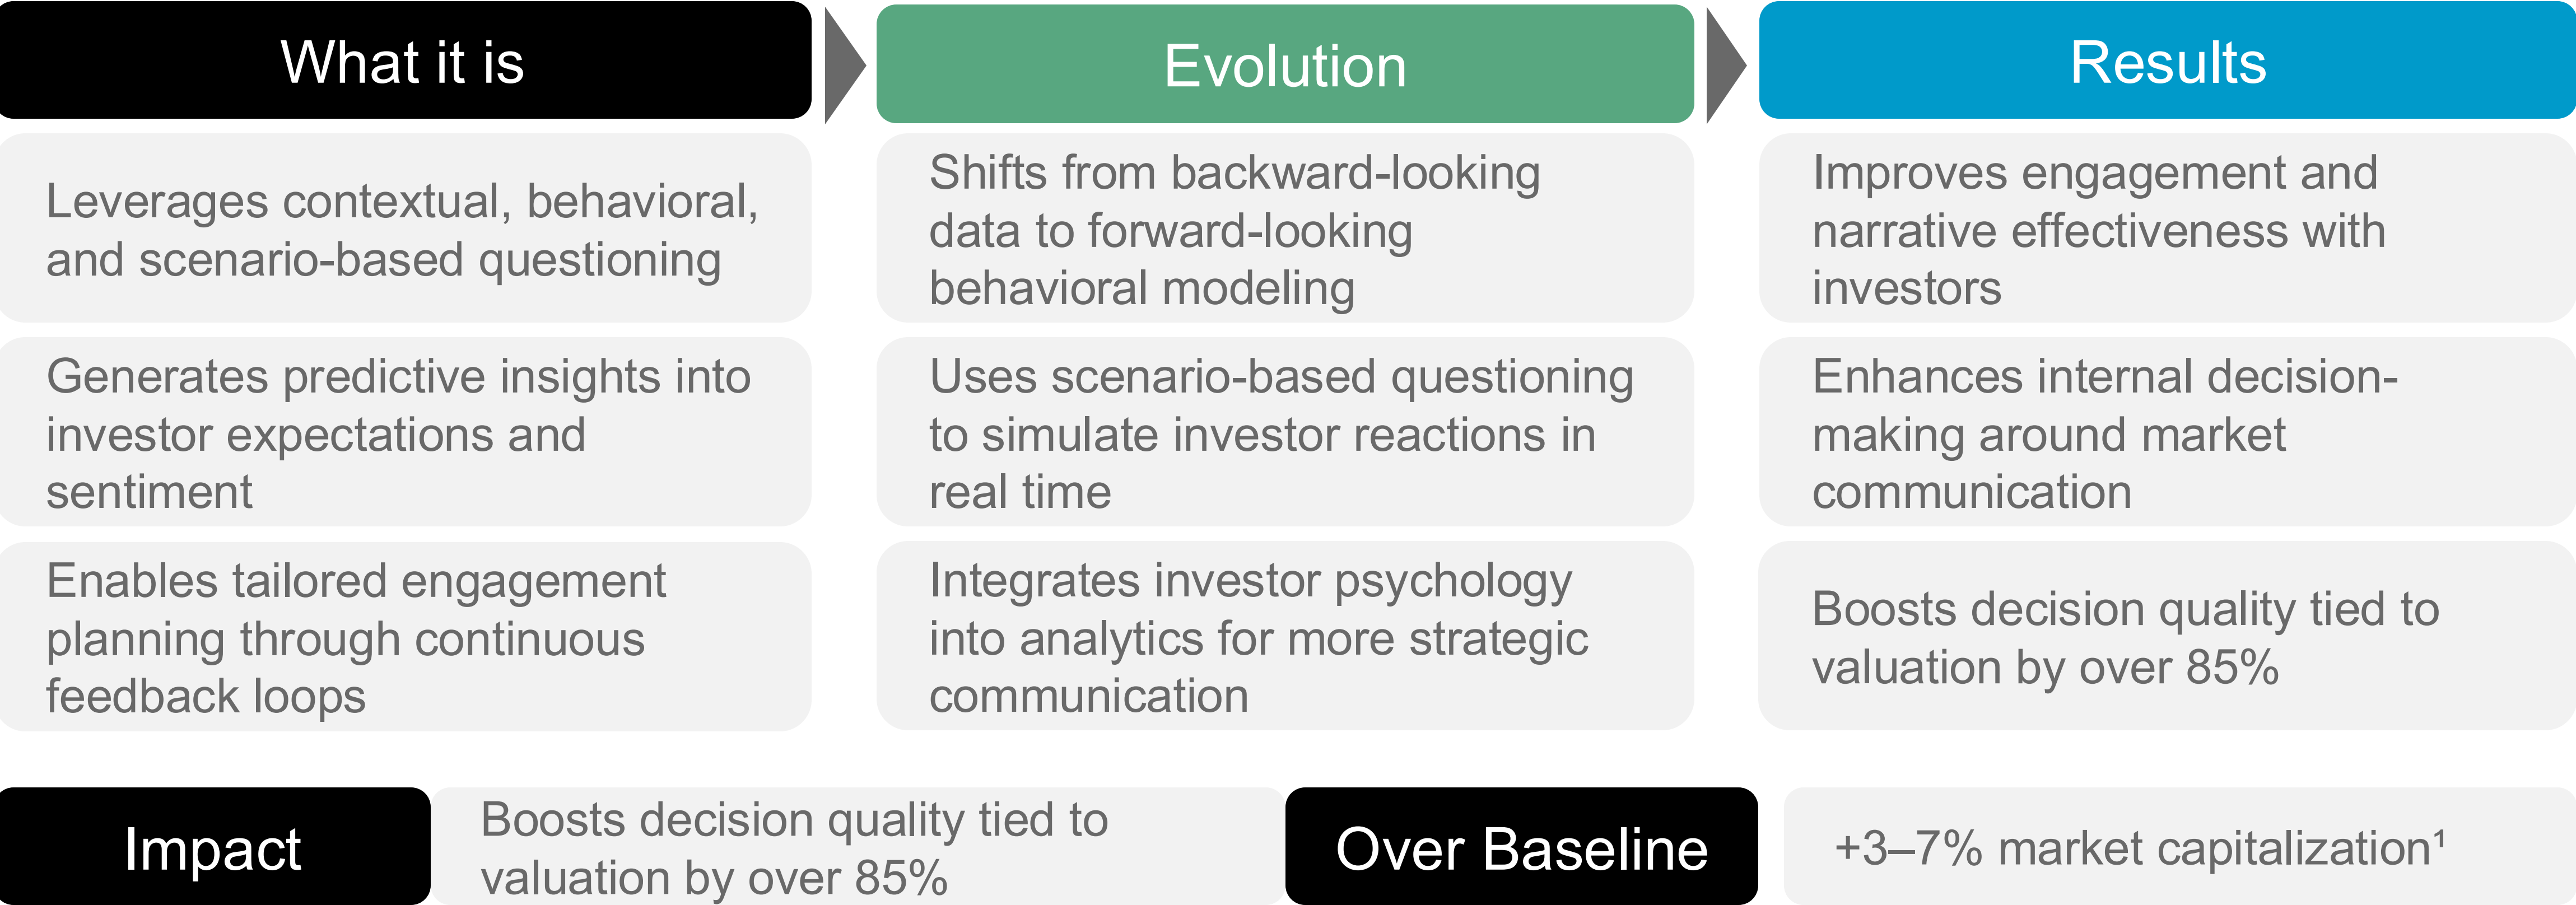 What it is
Leverages contextual, behavioral,
and scenario-based questioning
Generates predictive insights into
investor expectations and
sentiment
Enables tailored engagement
planning through continuous
feedback loops
Evolution
Shifts from backward-looking
data to forward-looking
behavioral modeling
Uses scenario-based questioning
to simulate investor reactions in
real time
Integrates investor psychology
into analytics for more strategic
communication
Results
Improves engagement and
narrative effectiveness with
investors
Enhances internal decision-
making around market
communication
Boosts decision quality tied to
valuation by over 85%
Impact
Boosts decision quality tied to
valuation by over 85%
Over Baseline
+3–7% market capitalization¹